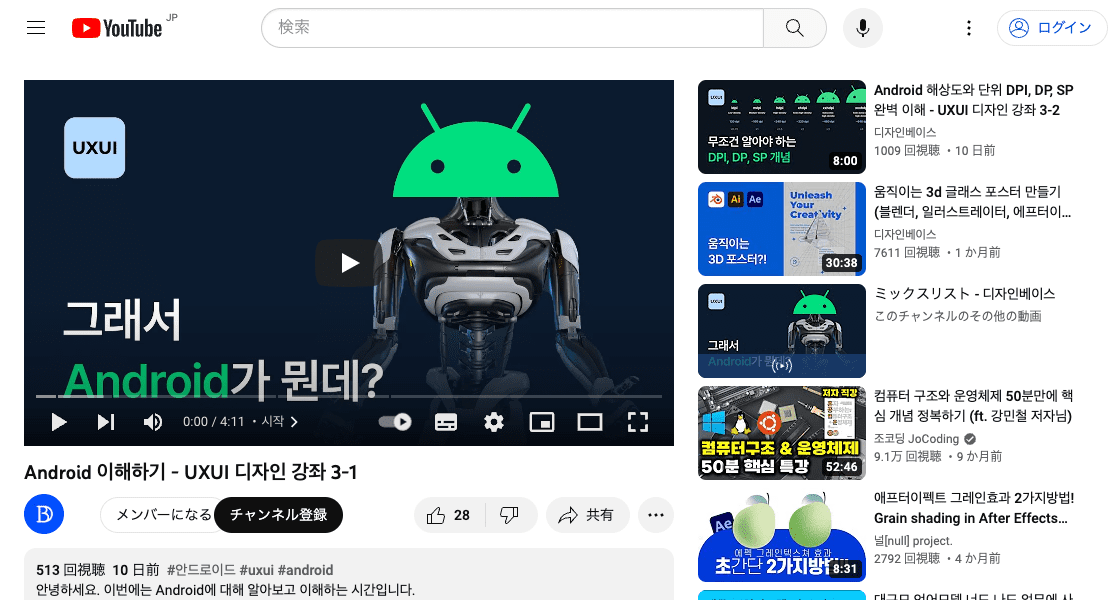 YouTube JP
検索
ログイン
UXUI
그래서
Android가 뭔데?
0:00 / 4:11 • 시작
Android 이해하기 - UXUI 디자인 강좌 3-1
メンバーになる
チャンネル登録
28
共有
513 回視聴 10 日前 #안드로이드 #uxui #android
안녕하세요. 이번에는 Android에 대해 알아보고 이해하는 시간입니다.
UXUI
무조건 알아야 하는
DPI, DP, SP 개념
8:00
Android 해상도와 단위 DPI, DP, SP
완벽 이해 - UXUI 디자인 강좌 3-2
디자인베이스
1009 回視聴 • 10 日前
Ai Ae
Unleash
Your
Creativity
움직이는
3D 포스터?!
30:38
움직이는 3d 글래스 포스터 만들기
(블렌더, 일러스트레이터, 에프터이...
디자인베이스
7611 回視聴 • 1 か月前
UXUI
그래서
Android가 뭔데?
ミックスリスト - 디자인베이스
このチャンネルのその他の動画
저자 직강
컴퓨터구조 & 운영체제
50분 핵심 특강
52:46
컴퓨터 구조와 운영체제 50분만에 핵
심 개념 정복하기 (ft. 강민철 저자님)
조코딩 JoCoding
9.1万 回視聴 • 9 か月前
Ae
에펙 그레인텍스쳐 효과
초간단 2가지방법!!
8:31
애프터이펙트 그레인효과 2가지방법!
Grain shading in After Effects...
널[null] project.
2792 回視聴 • 4 か月前